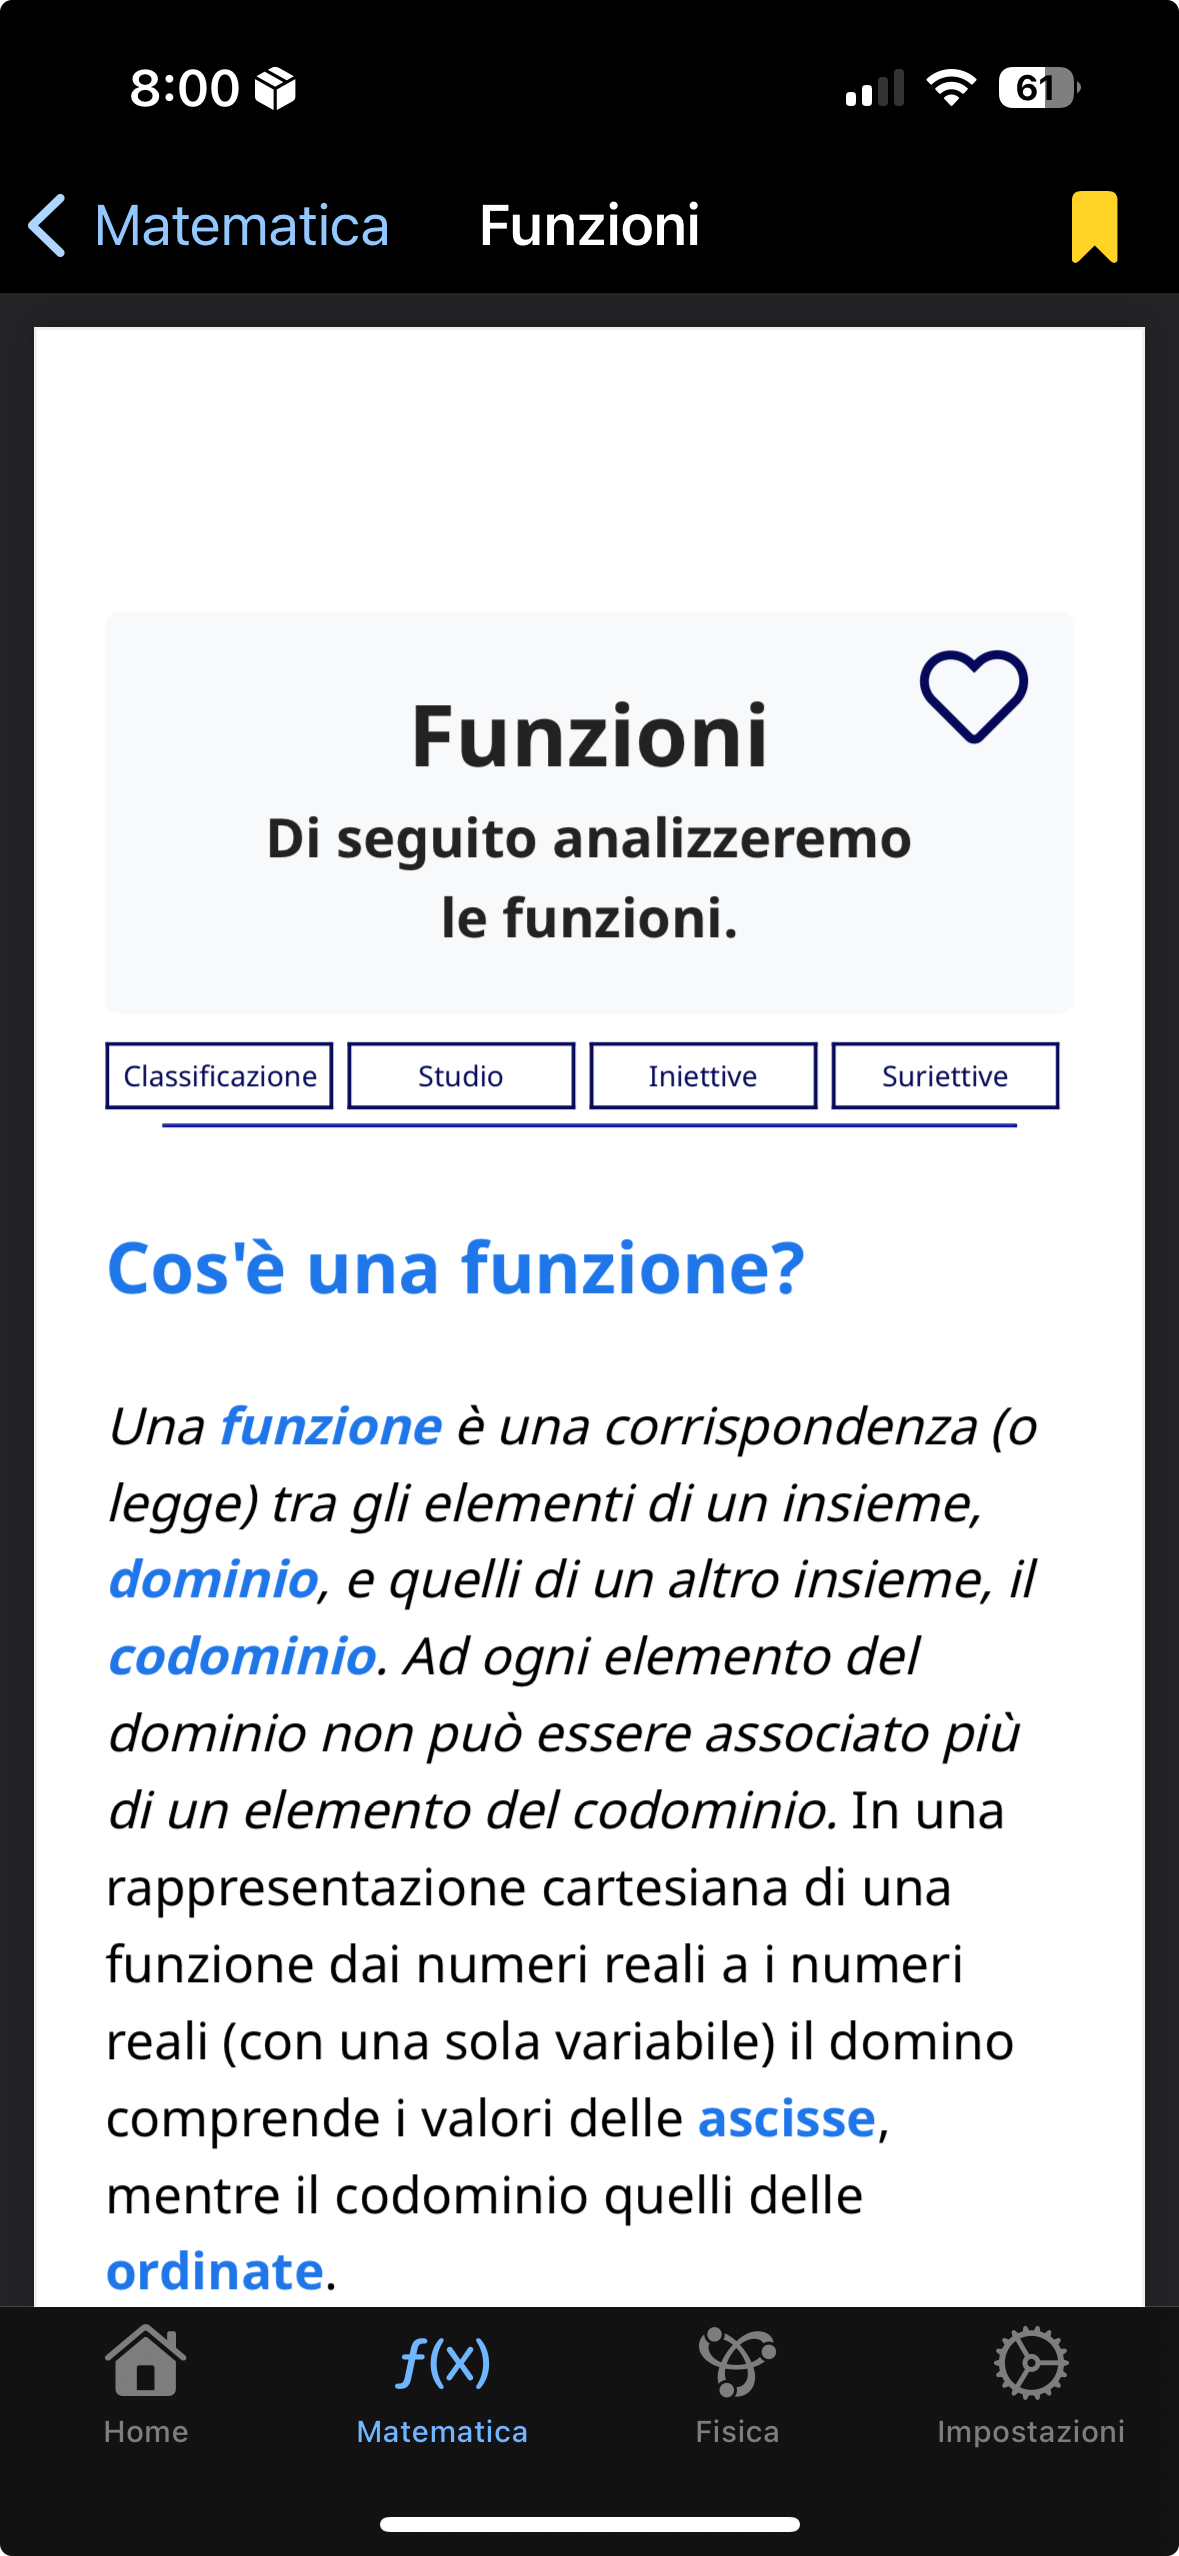 8:00
61
Matematica
Funzioni
Funzioni
Di seguito analizzeremo
le funzioni.
Classificazione
Studio
Iniettive
Suriettive
Cos'è una funzione?
Una funzione è una corrispondenza (o
legge) tra gli elementi di un insieme,
dominio, e quelli di un altro insieme, il
codominio. Ad ogni elemento del
dominio non può essere associato più
di un elemento del codominio. In una
rappresentazione cartesiana di una
funzione dai numeri reali a i numeri
reali (con una sola variabile) il domino
comprende i valori delle ascisse,
mentre il codominio quelli delle
ordinate.
f(x)
Home
Matematica
Fisica
Impostazioni